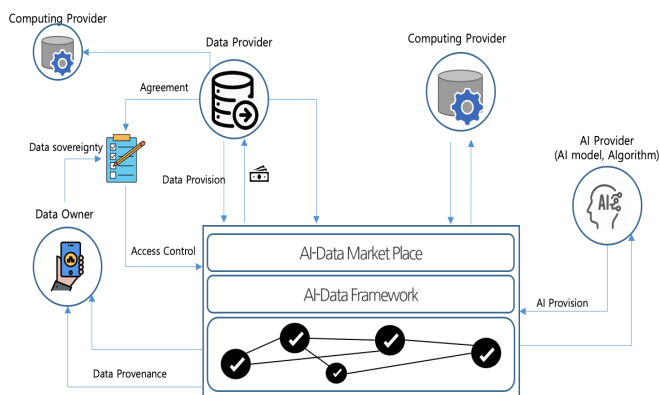 Computing Provider
Data Provider
Computing Provider
Agreement
AI Provider
(AI model, Algorithm)
Data sovereignty
Data Provision
Data Owner
AI
Access Control
AI-Data Market Place
AI-Data Framework
AI Provision
Data Provenance